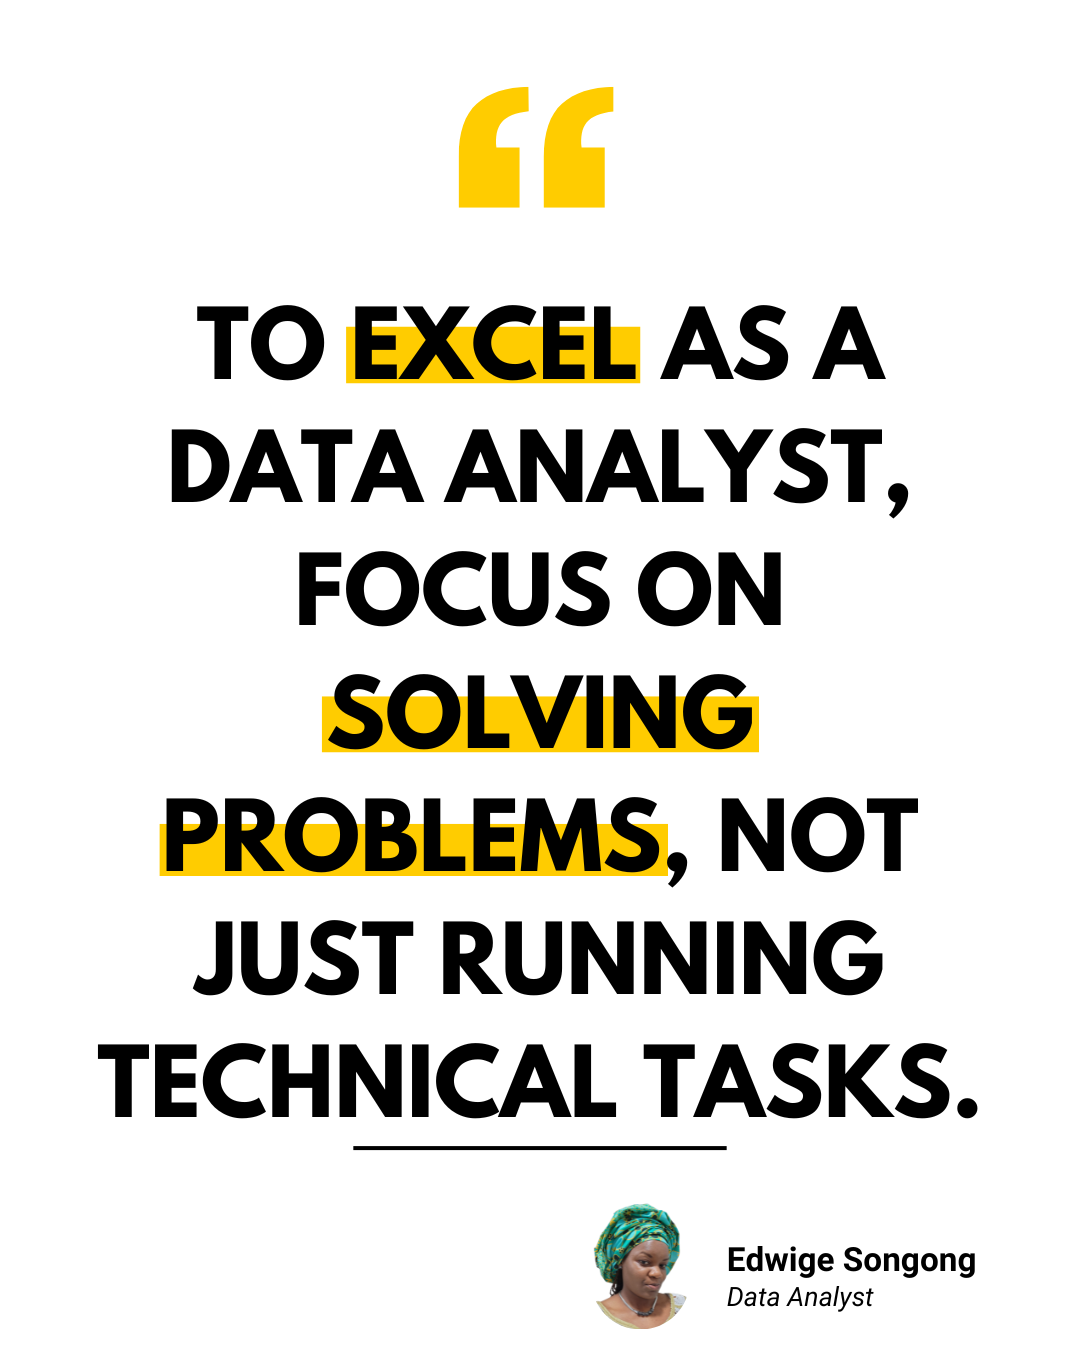 “
TO EXCEL AS A
DATA ANALYST,
FOCUS ON
SOLVING
PROBLEMS, NOT
JUST RUNNING
TECHNICAL TASKS.
Edwige Songong
Data Analyst